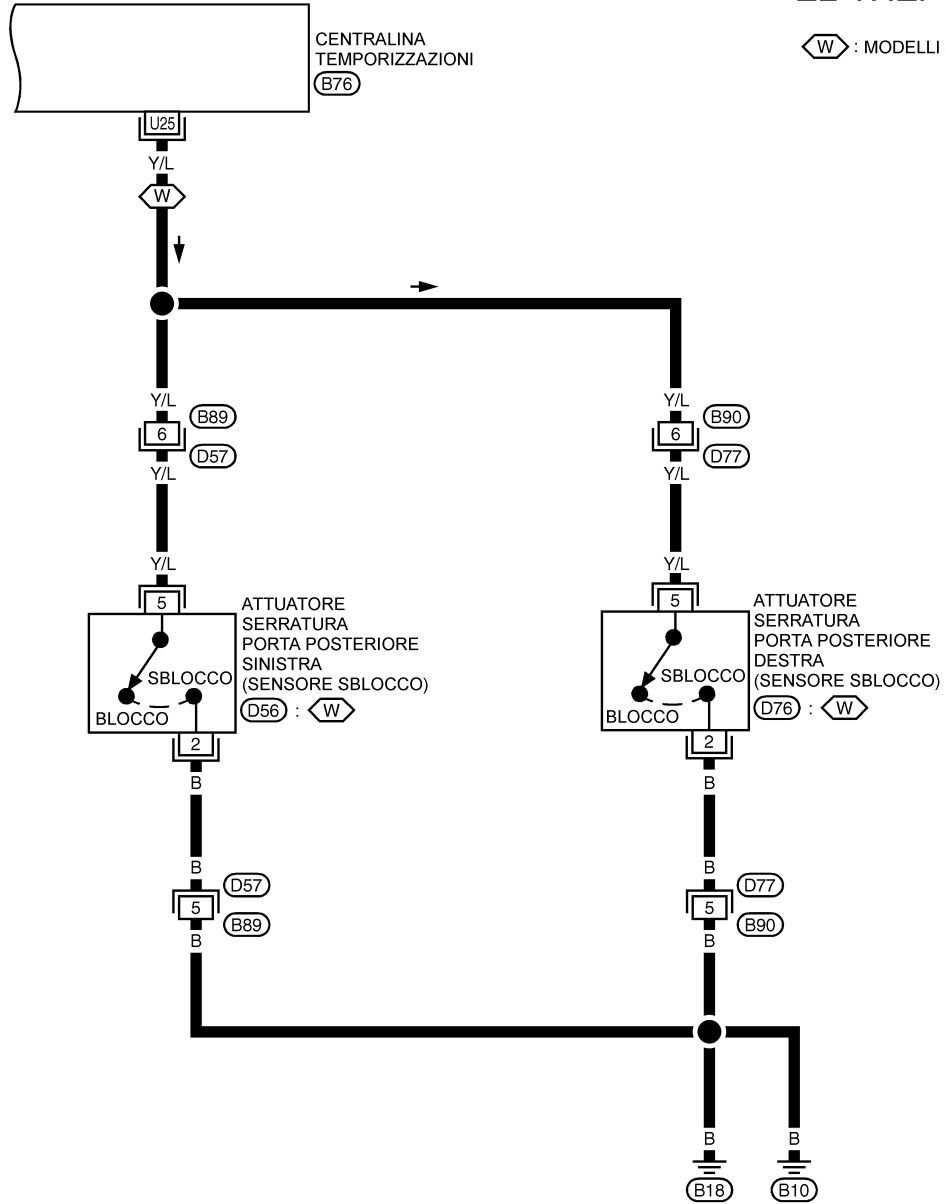 W : MODELLI
CENTRALINA
TEMPORIZZAZIONI
B76
U25
Y/L
W
Y/L
B89
6
D57
Y/L
Y/L
5
ATTUATORE
SERRATURA
PORTA POSTERIORE
SINISTRA
(SENSORE SBLOCCO)
D56 : W
SBLOCCO
BLOCCO
2
B
B
D57
5
B89
B
Y/L
B90
6
D77
Y/L
Y/L
5
ATTUATORE
SERRATURA
PORTA POSTERIORE
DESTRA
(SENSORE SBLOCCO)
D76 : W
SBLOCCO
BLOCCO
2
B
B
D77
5
B90
B
B
B
B18
B10